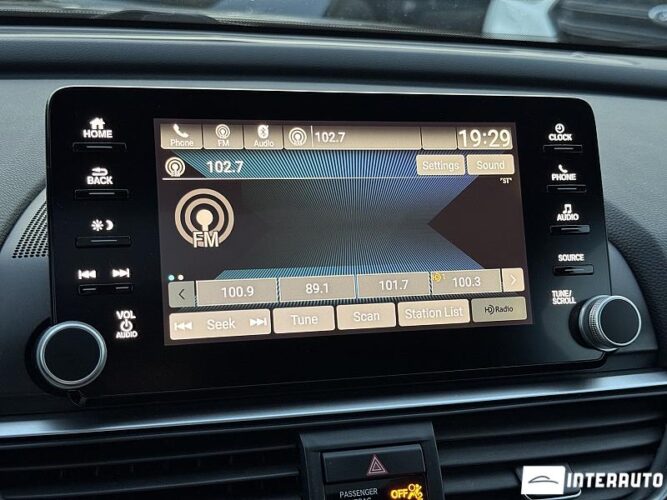 HOME
BACK
VOL
AUDIO
Phone
FM
Audio
102.7
19:29
102.7
Settings
Sound
"ST"
FM
100.9
89.1
101.7
100.3
Seek
Tune
Scan
Station List
HD Radio
CLOCK
PHONE
AUDIO
SOURCE
TUNE/
SCROLL
PASSENGER
AIRBAG
OFF
INTERAUTO